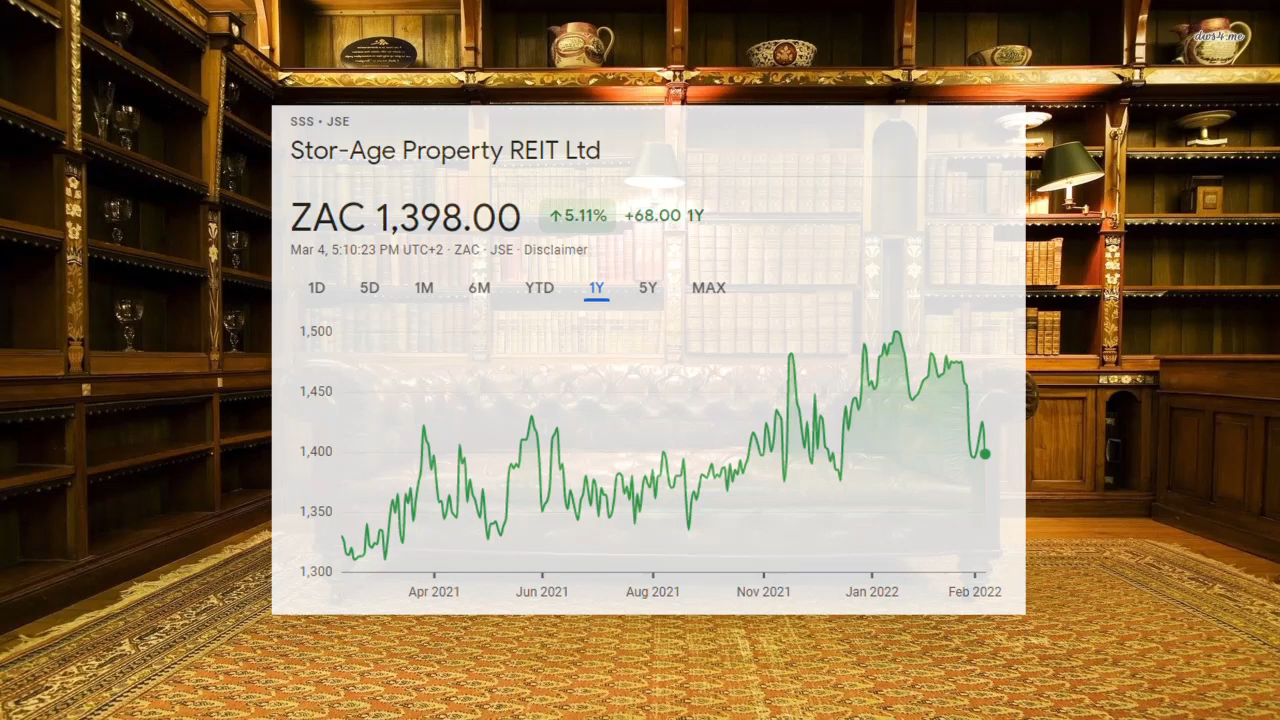 dws4.me
SSS • JSE
Stor-Age Property REIT Ltd
ZAC 1,398.00 ↑5.11% +68.00 1Y
Mar 4, 5:10:23 PM UTC+2 · ZAC · JSE · Disclaimer
1D 5D 1M 6M YTD 1Y 5Y MAX
1,500
1,450
1,400
1,350
1,300
Apr 2021 Jun 2021 Aug 2021 Nov 2021 Jan 2022 Feb 2022